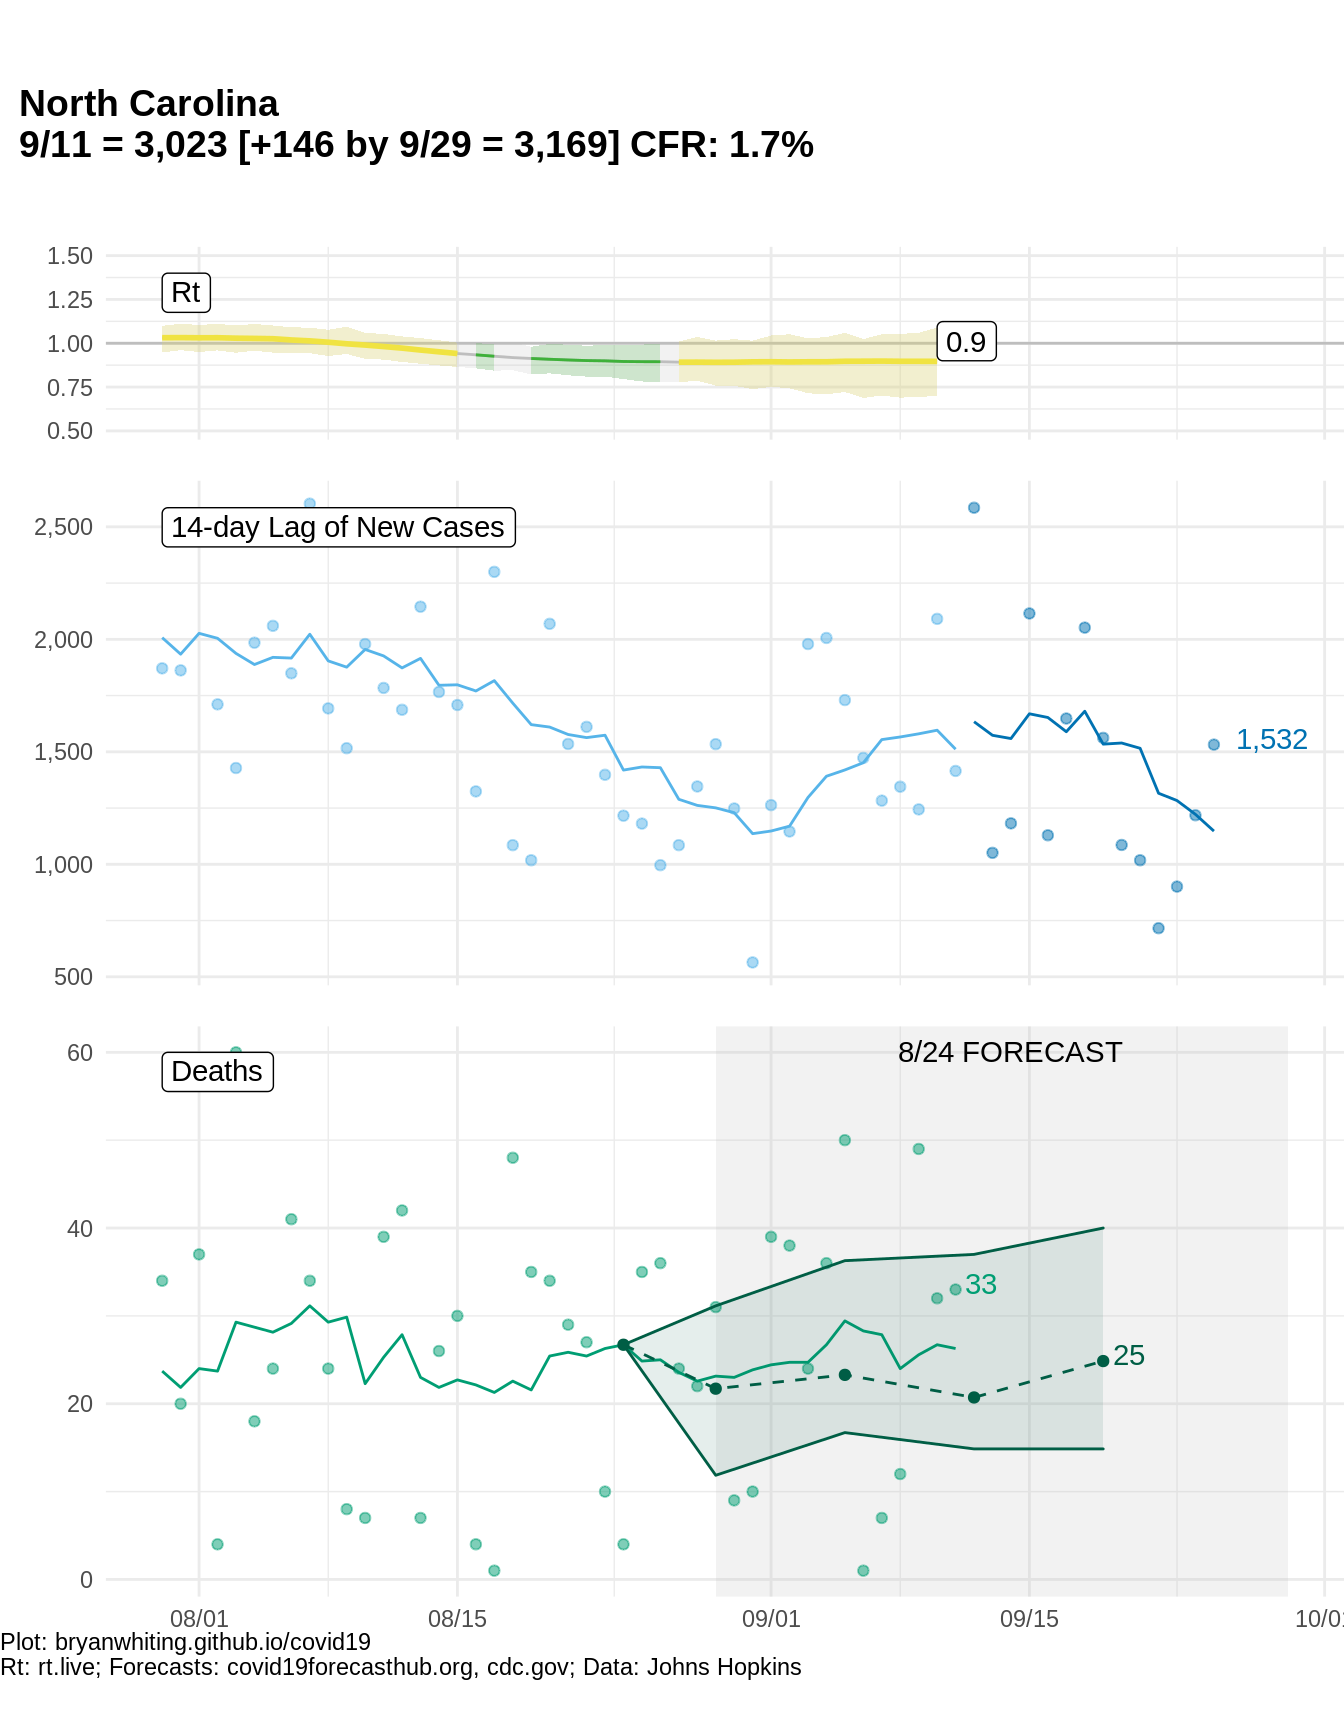 North Carolina
9/11 = 3,023 [+146 by 9/29 = 3,169] CFR: 1.7%
1.50
1.25
1.00
0.75
0.50
Rt
0.9
2,500
2,000
1,500
1,000
500
14-day Lag of New Cases
1,532
60
40
20
0
Deaths
8/24 FORECAST
33
25
08/01
08/15
09/01
09/15
10/01
Plot: bryanwhiting.github.io/covid19
Rt: rt.live; Forecasts: covid19forecasthub.org, cdc.gov; Data: Johns Hopkins